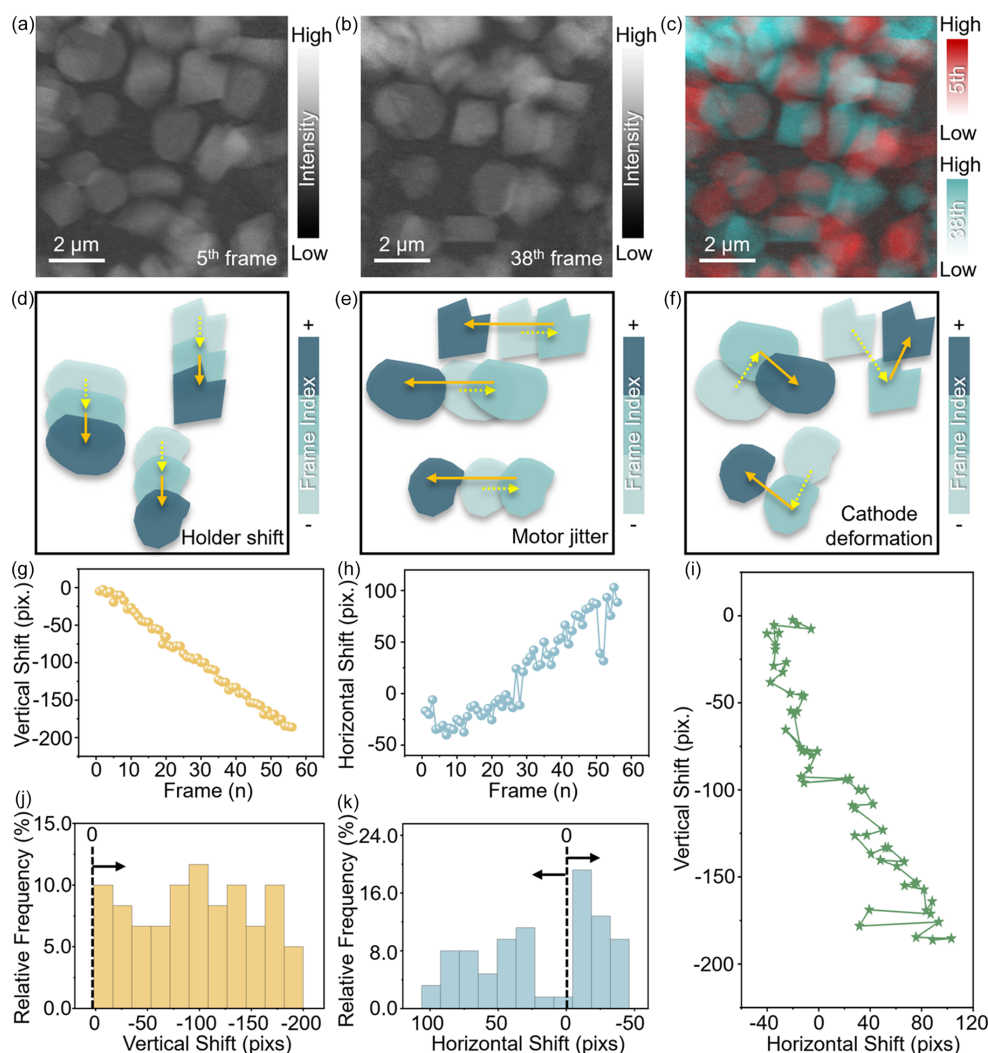 (a)
High
Intensity
Low
2 μm
5th frame
(b)
High
Intensity
Low
2 μm
38th frame
(c)
High
5th
Low
High
38th
Low
2 μm
(d)
+
Frame Index
-
Holder shift
(e)
+
Frame Index
-
Motor jitter
(f)
+
Frame Index
-
Cathode
deformation
(g)
0
-50
-100
-150
-200
Vertical Shift (pix.)
0 10 20 30 40 50 60
Frame (n)
(h)
100
50
0
-50
Horizontal Shift (pix.)
0 10 20 30 40 50 60
Frame (n)
(i)
0
-50
-100
-150
-200
Vertical Shift (pix.)
-40 0 40 80 120
Horizontal Shift (pixs)
(j)
0
15.0
10.0
5.0
0.0
Relative Frequency (%)
0 -50 -100 -150 -200
Vertical Shift (pixs)
(k)
0
24.0
16.0
8.0
0.0
Relative Frequency (%)
100 50 0 -50
Horizontal Shift (pixs)